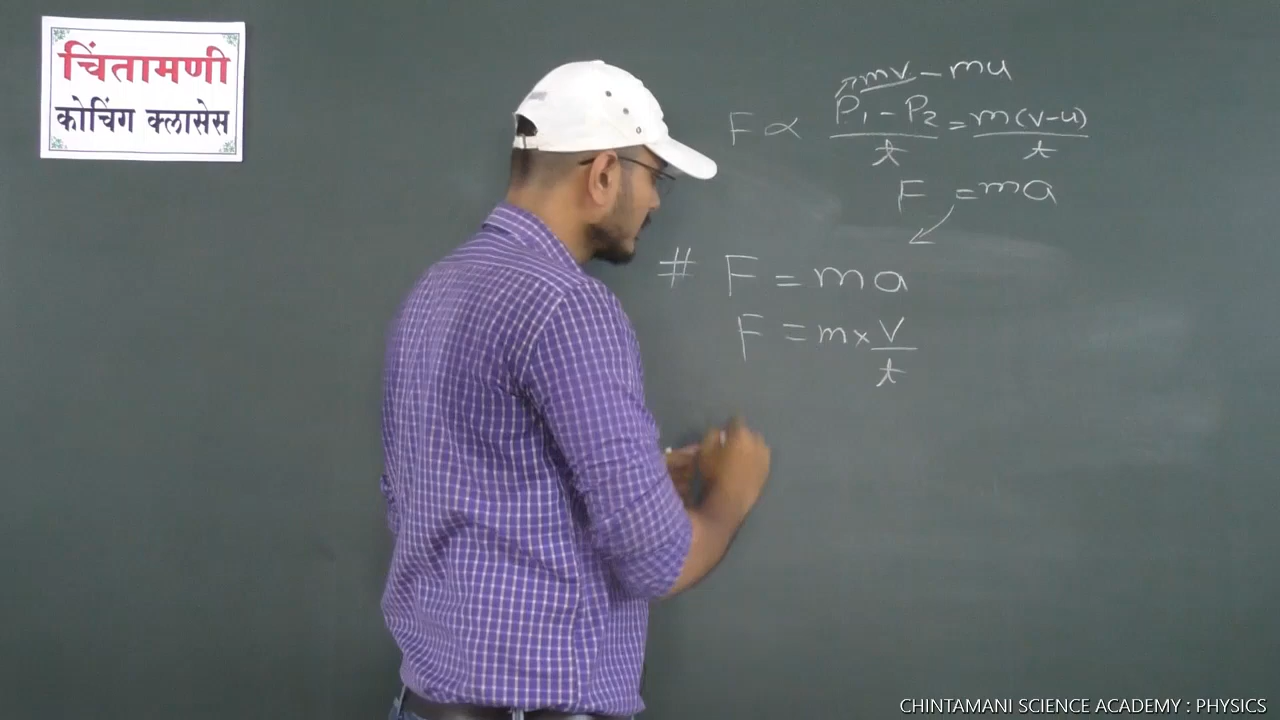 चिंतामणी
कोचिंग क्लासेस
mv - mu
F ∝ P₁ - P₂ / t = m(v-u) / t
F = ma
# F = ma
F = m × v / t
CHINTAMANI SCIENCE ACADEMY : PHYSICS